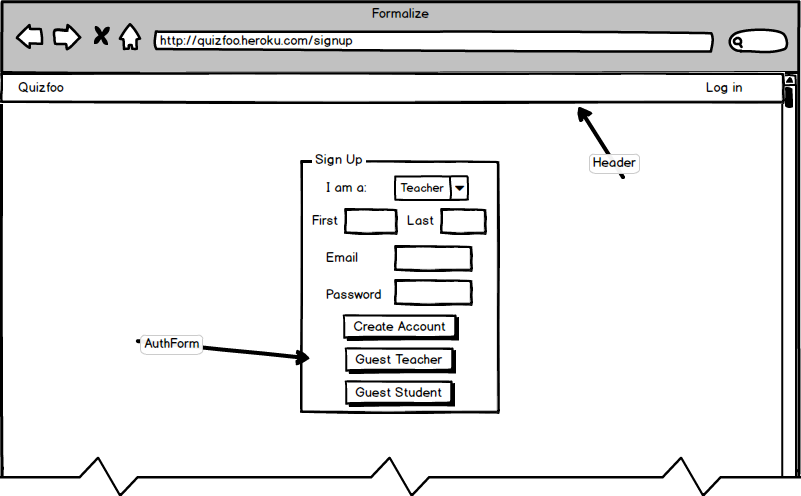 Formalize
http://quizfoo.heroku.com/signup
Quizfoo
Log in
Header
Sign Up
I am a:
Teacher
First
Last
Email
Password
Create Account
AuthForm
Guest Teacher
Guest Student